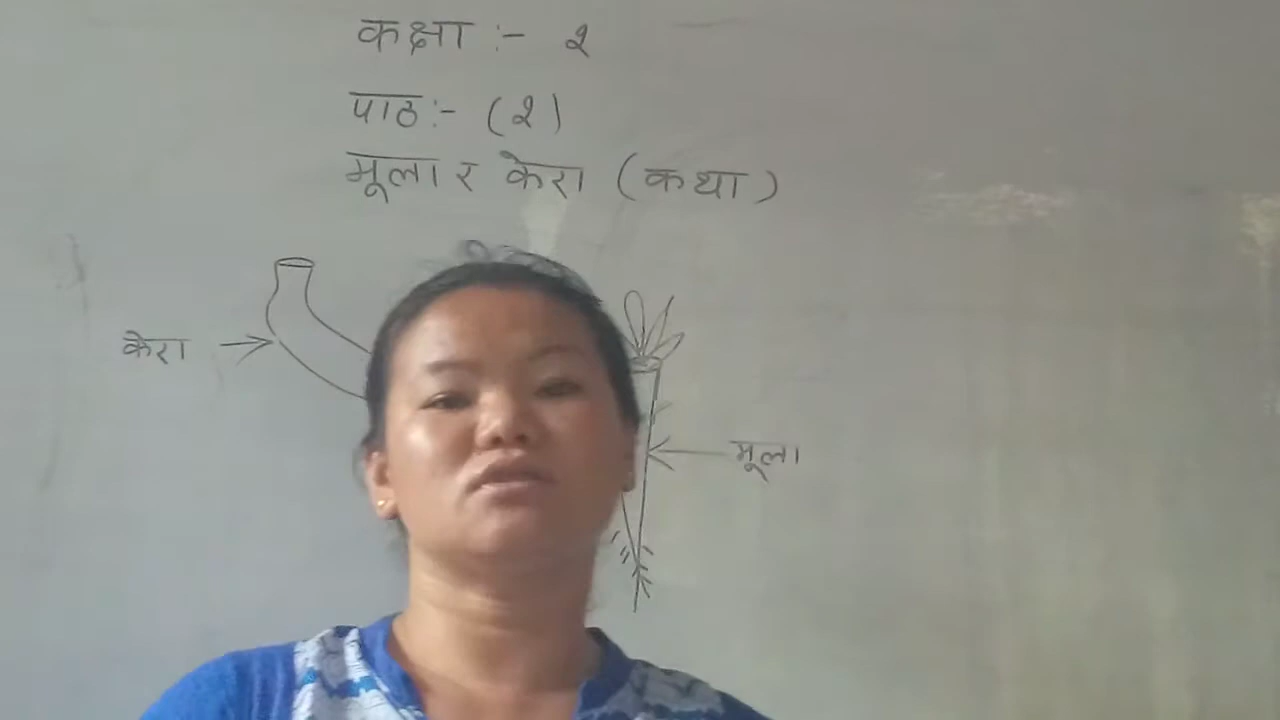 कक्षा :- २
पाठ:- (२)
मूला र केरा (कथा)
केरा
मूला